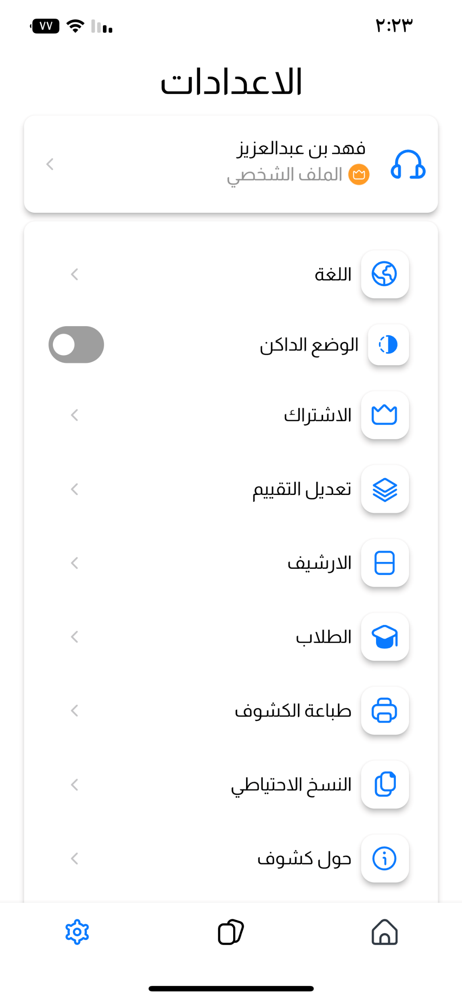 ٢:٢٣
٧٧
الاعدادات
فهد بن عبدالعزيز
الملف الشخصي
اللغة
الوضع الداكن
الاشتراك
تعديل التقييم
الارشيف
الطلاب
طباعة الكشوف
النسخ الاحتياطي
حول كشوف